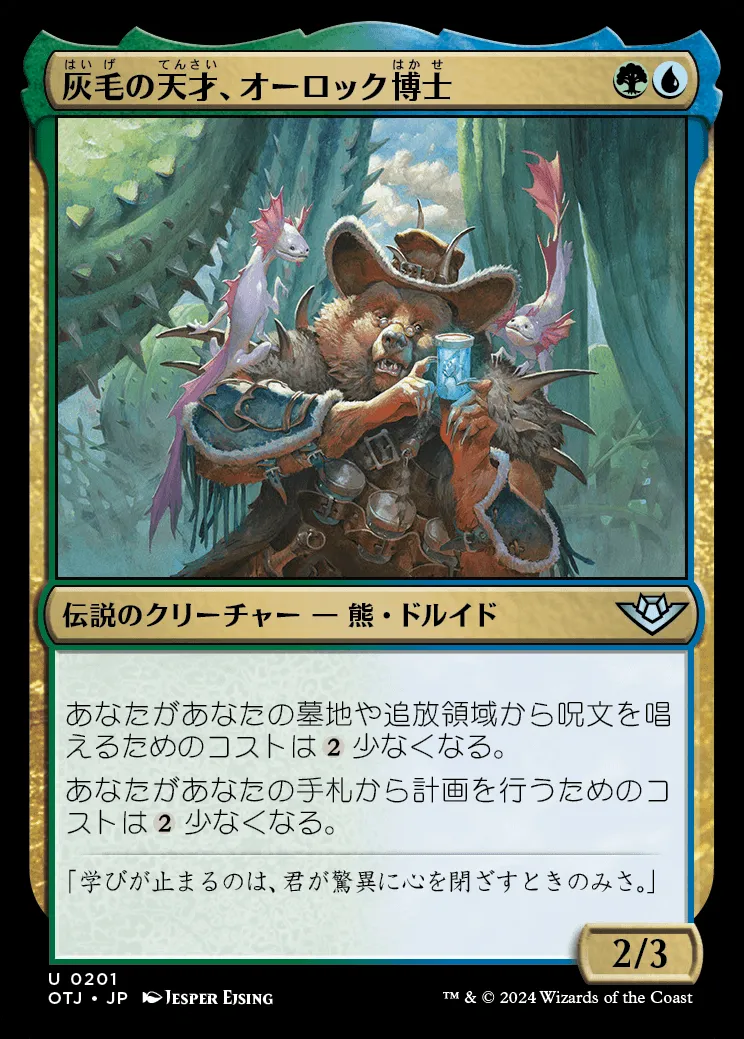 灰毛の天才、オーロック博士
はいげ てんさい はかせ
伝説のクリーチャー — 熊・ドルイド
あなたがあなたの墓地や追放領域から呪文を唱
えるためのコストは 2 少なくなる。
あなたがあなたの手札から計画を行うためのコ
ストは 2 少なくなる。
「学びが止まるのは、君が驚異に心を閉ざすときのみさ。」
2/3
U 0201
OTJ • JP JESPER EJSING
™ & © 2024 Wizards of the Coast